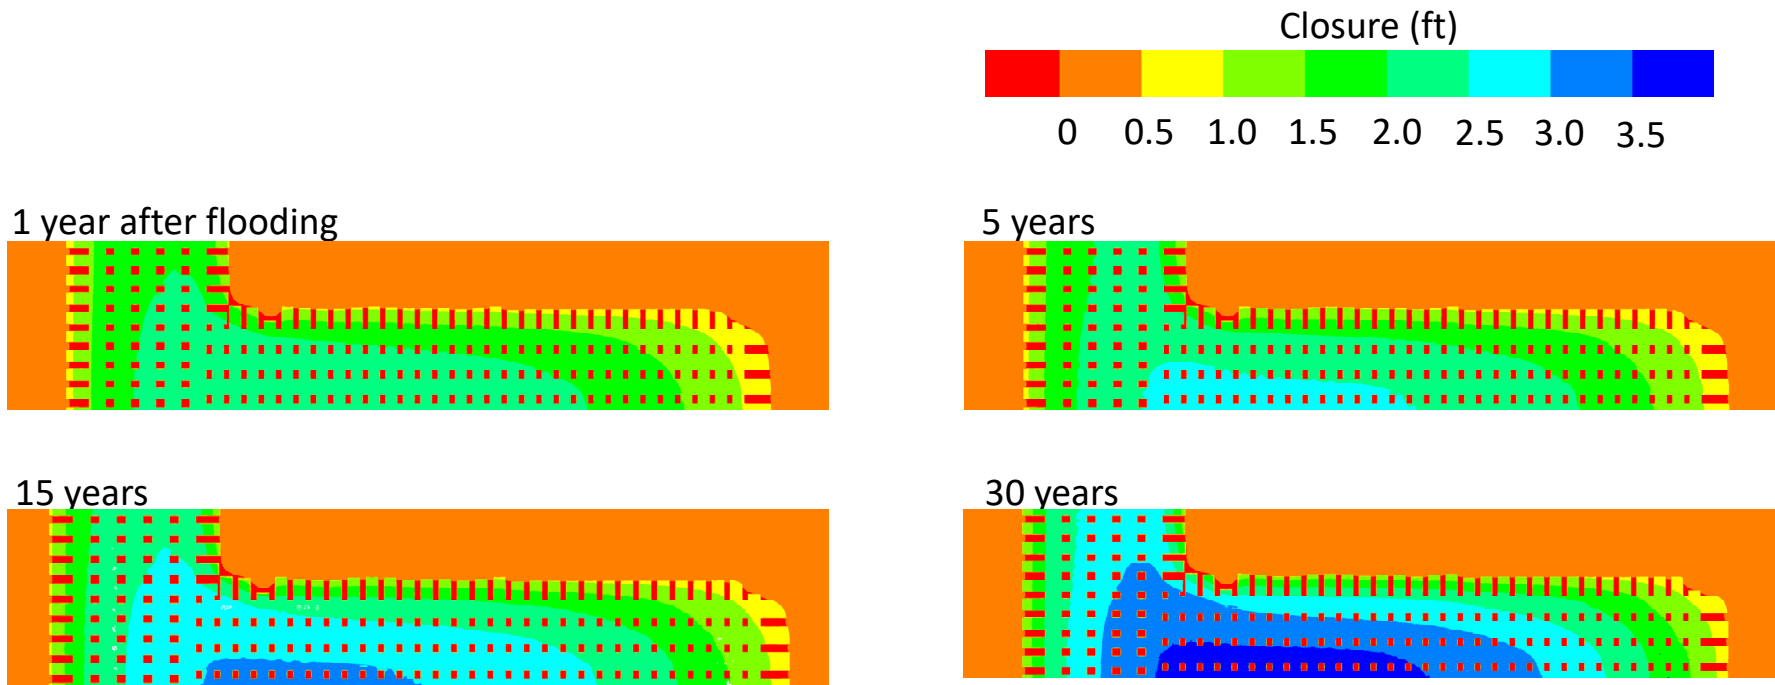 Closure (ft)
0 0.5 1.0 1.5 2.0 2.5 3.0 3.5
1 year after flooding
5 years
15 years
30 years